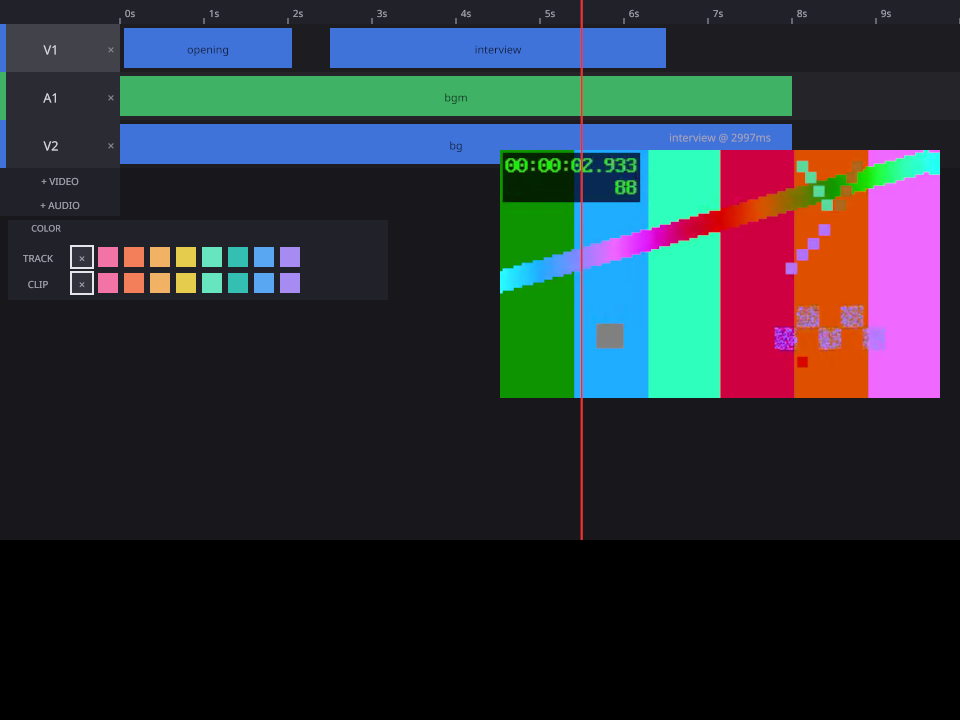 0s 1s 2s 3s 4s 5s 6s 7s 8s 9s
V1 × opening interview
A1 × bgm
V2 × bg
interview @ 2997ms
+ VIDEO
+ AUDIO
00:00:02.933
88
COLOR
TRACK ×
CLIP ×